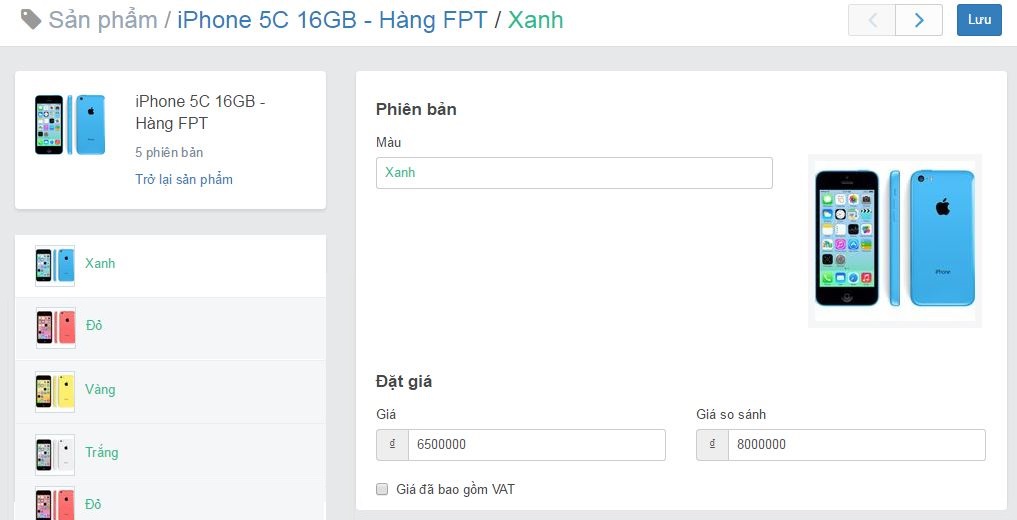 Sản phẩm / iPhone 5C 16GB - Hàng FPT / Xanh
Lưu
iPhone 5C 16GB -
Hàng FPT
5 phiên bản
Trở lại sản phẩm
Xanh
Đỏ
Vàng
Trắng
Đỏ
Phiên bản
Màu
Xanh
iPhone
Đặt giá
Giá
Giá so sánh
₫ 6500000
₫ 8000000
Giá đã bao gồm VAT